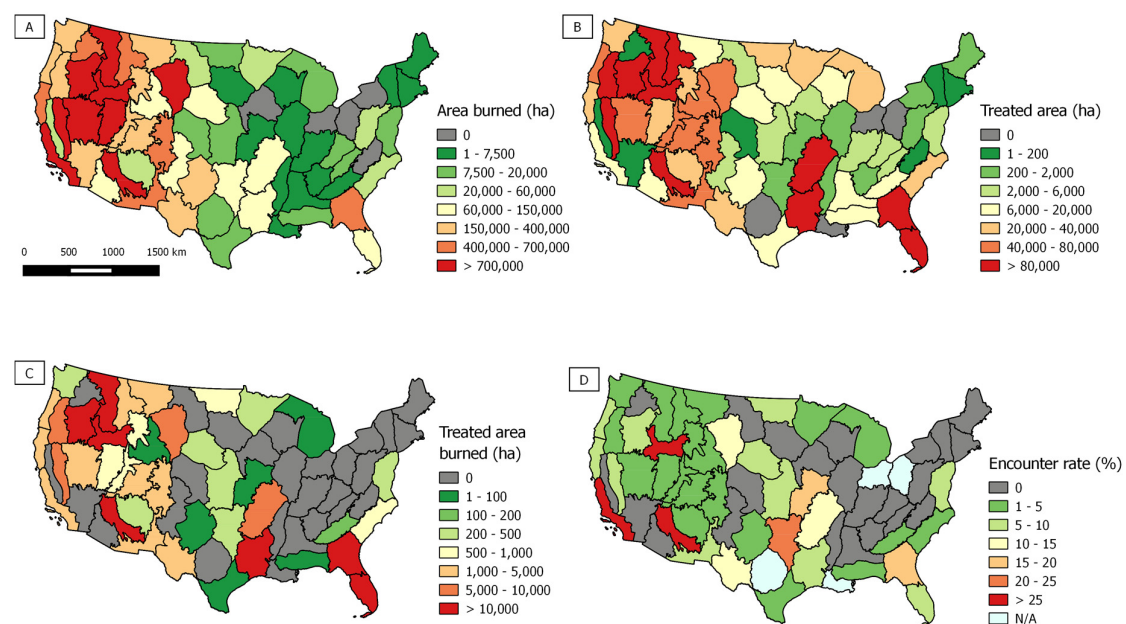 A
Area burned (ha)
0
1 - 7,500
7,500 - 20,000
20,000 - 60,000
60,000 - 150,000
150,000 - 400,000
400,000 - 700,000
> 700,000
0 500 1000 1500 km
B
Treated area (ha)
0
1 - 200
200 - 2,000
2,000 - 6,000
6,000 - 20,000
20,000 - 40,000
40,000 - 80,000
> 80,000
C
Treated area
burned (ha)
0
1 - 100
100 - 200
200 - 500
500 - 1,000
1,000 - 5,000
5,000 - 10,000
> 10,000
D
Encounter rate (%)
0
1 - 5
5 - 10
10 - 15
15 - 20
20 - 25
> 25
N/A